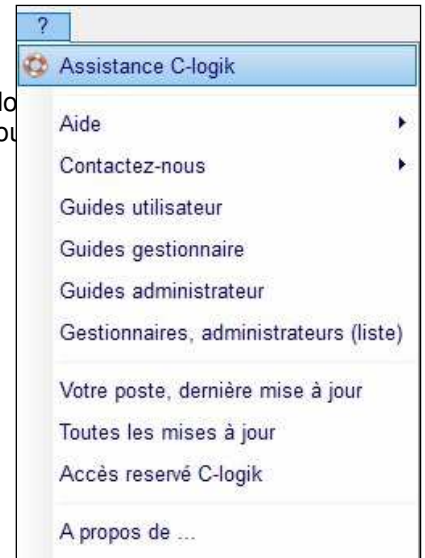 ?
Assistance C-logik
Aide
Contactez-nous
Guides utilisateur
Guides gestionnaire
Guides administrateur
Gestionnaires, administrateurs (liste)
Votre poste, dernière mise à jour
Toutes les mises à jour
Accès reservé C-logik
A propos de ...